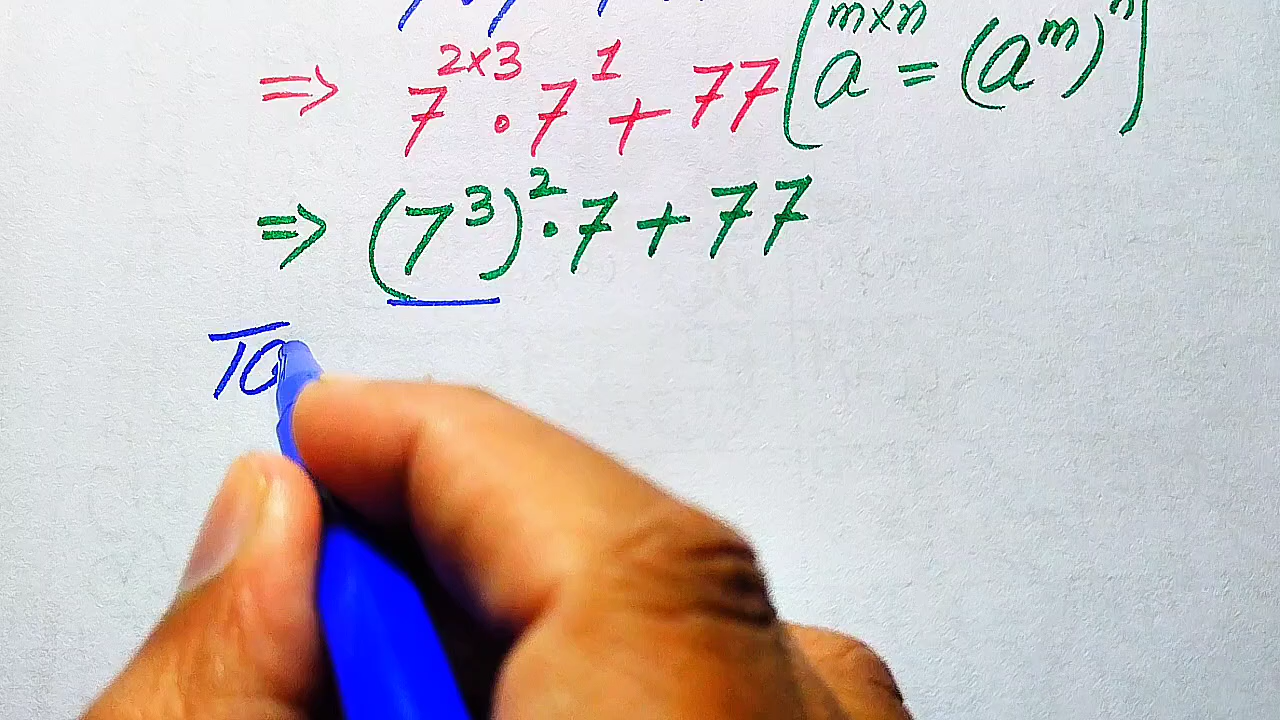 ⇒ 7^{2×3} · 7^1 + 77 [a^{m×n} = (a^m)^n]
⇒ (7^3)^2 · 7 + 77